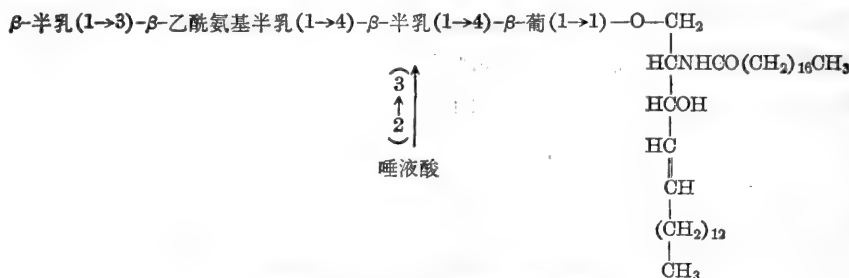 β-半乳(1→3)-β-乙酰氨基半乳(1→4)-β-半乳(1→4)-β-葡(1→1)—O—CH₂
HCNHCO(CH₂)₁₆CH₃
(2→3)
HCOH
HC
CH
唾液酸
(CH₂)₁₂
CH₃